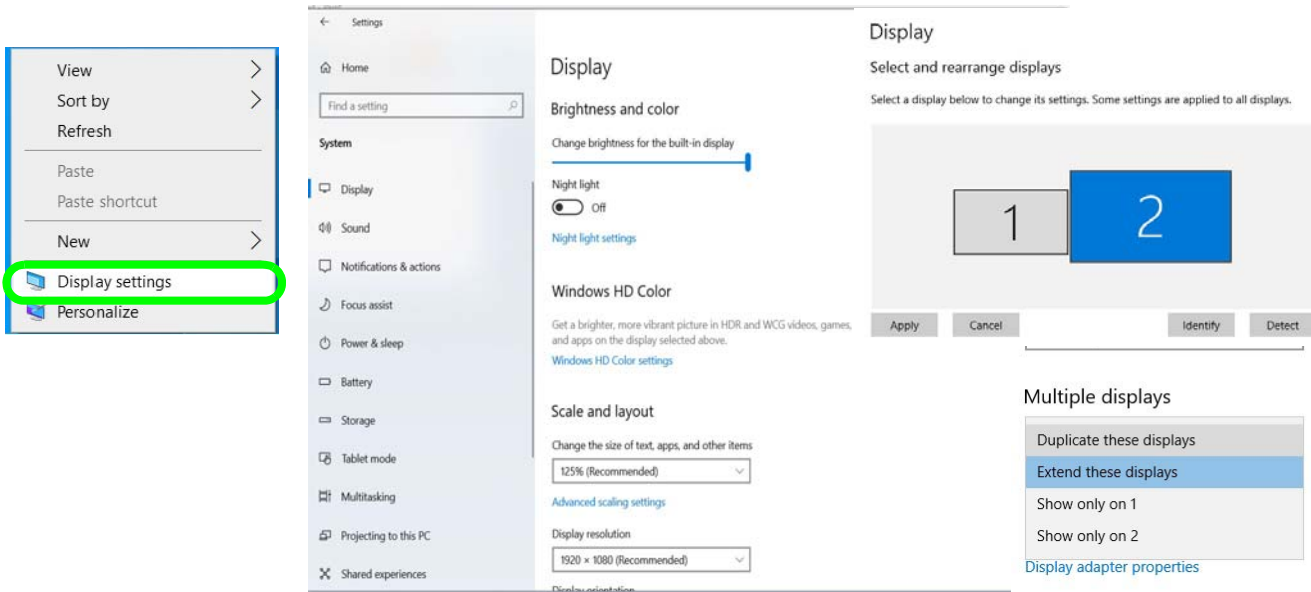 View
Sort by
Refresh
Paste
Paste shortcut
New
Display settings
Personalize
Settings
Home
Find a setting
System
Display
Sound
Notifications & actions
Focus assist
Power & sleep
Battery
Storage
Tablet mode
Multitasking
Projecting to this PC
Shared experiences
Display
Brightness and color
Change brightness for the built-in display
Night light
Off
Night light settings
Windows HD Color
Get a brighter, more vibrant picture in HDR and WCG videos, games,
and apps on the display selected above.
Windows HD Color settings
Scale and layout
Change the size of text, apps, and other items
125% (Recommended)
Advanced scaling settings
Display resolution
1920 × 1080 (Recommended)
Display orientation
Display
Select and rearrange displays
Select a display below to change its settings. Some settings are applied to all displays.
1
2
Apply
Cancel
Identify
Detect
Multiple displays
Duplicate these displays
Extend these displays
Show only on 1
Show only on 2
Display adapter properties